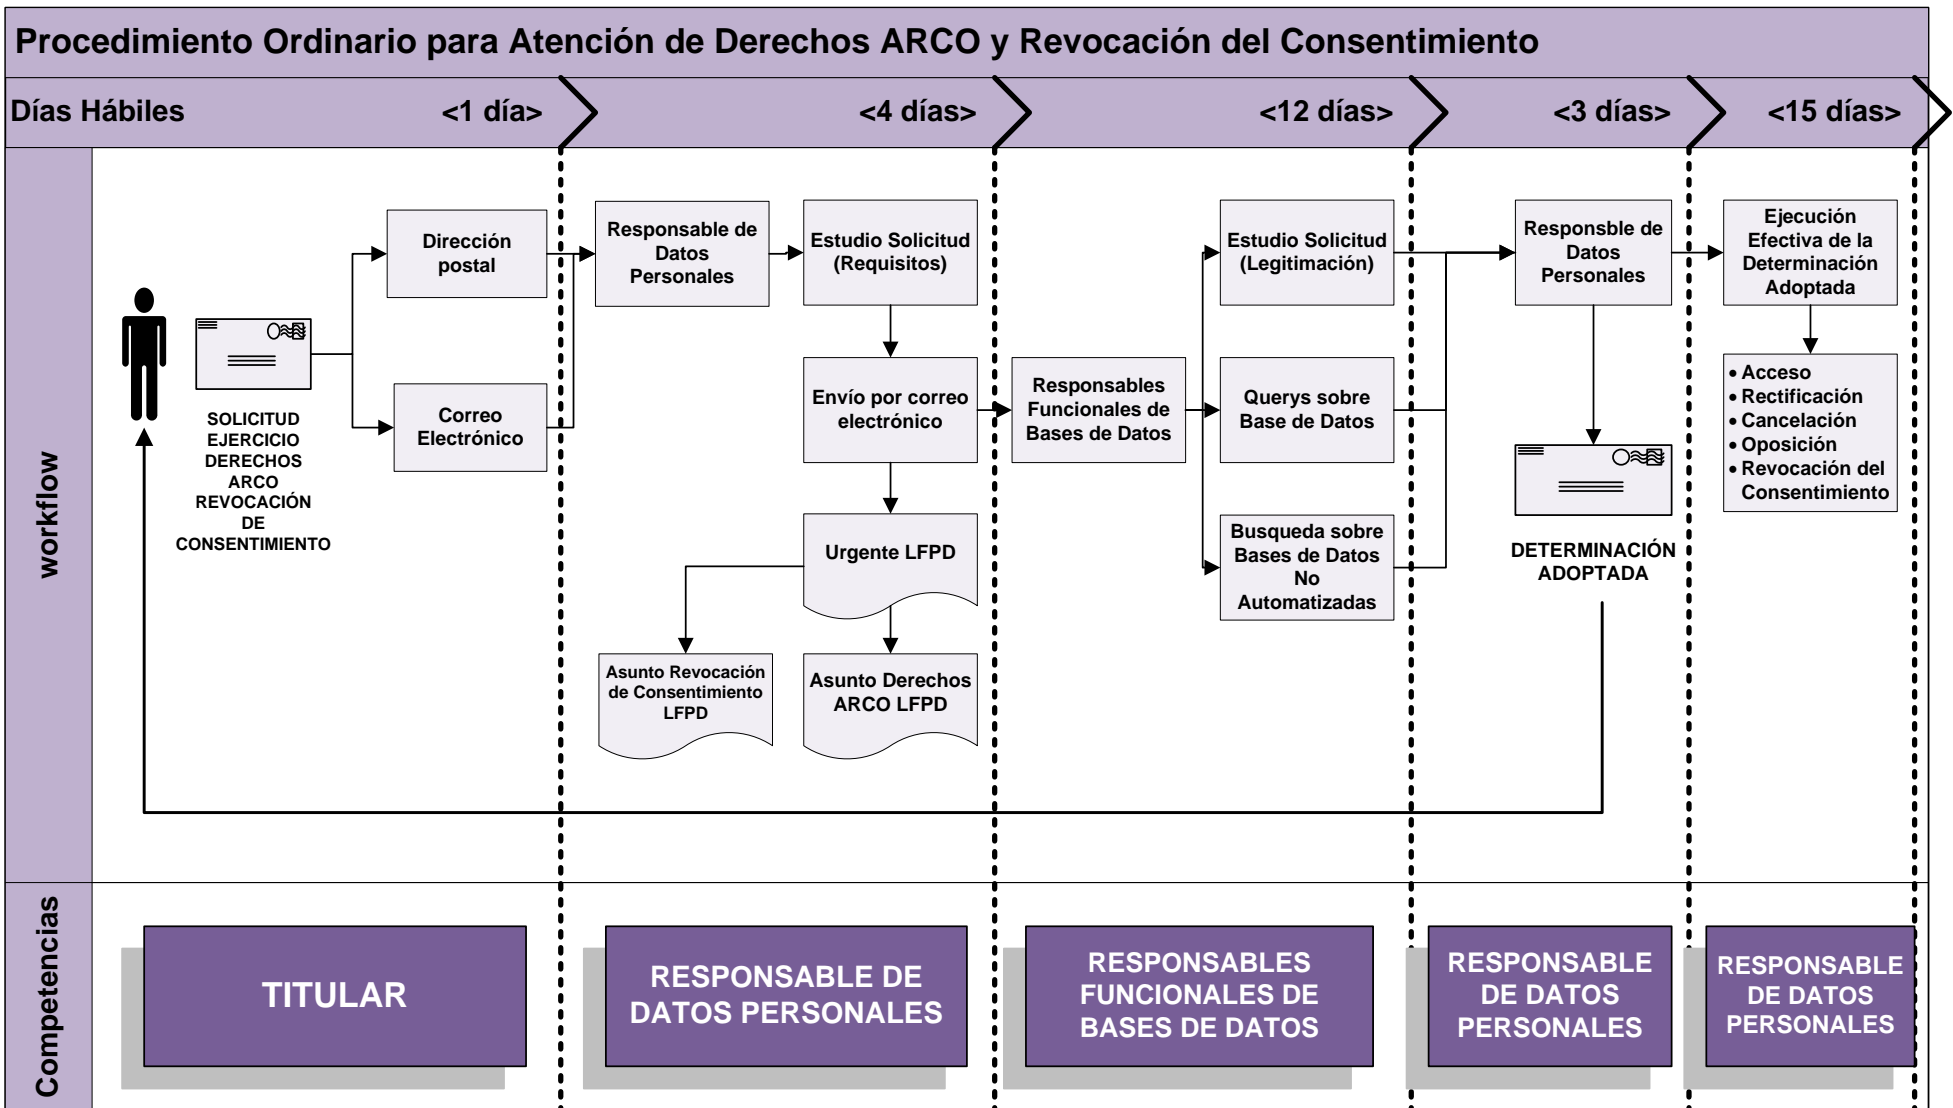 Procedimiento Ordinario para Atención de Derechos ARCO y Revocación del Consentimiento
Días Hábiles
<1 día>
<4 días>
<12 días>
<3 días>
<15 días>
workflow
SOLICITUD
EJERCICIO
DERECHOS
ARCO
REVOCACIÓN
DE
CONSENTIMIENTO
Dirección
postal
Correo
Electrónico
Responsable de
Datos
Personales
Estudio Solicitud
(Requisitos)
Envío por correo
electrónico
Urgente LFPD
Asunto Revocación
de Consentimiento
LFPD
Asunto Derechos
ARCO LFPD
Responsables
Funcionales de
Bases de Datos
Estudio Solicitud
(Legitimación)
Querys sobre
Base de Datos
Busqueda sobre
Bases de Datos
No
Automatizadas
Responsble de
Datos
Personales
DETERMINACIÓN
ADOPTADA
Ejecución
Efectiva de la
Determinación
Adoptada
• Acceso
• Rectificación
• Cancelación
• Oposición
• Revocación del
Consentimiento
Competencias
TITULAR
RESPONSABLE DE
DATOS PERSONALES
RESPONSABLES
FUNCIONALES DE
BASES DE DATOS
RESPONSABLE
DE DATOS
PERSONALES
RESPONSABLE
DE DATOS
PERSONALES